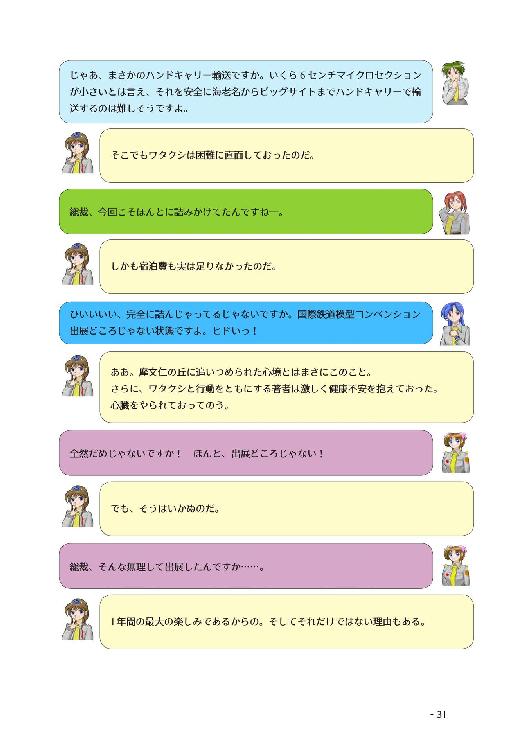 じゃあ、まさかのハンドキャリー輸送ですか。いくら6センチマイクロセクション
が小さいとは言え、それを安全に海老名からビッグサイトまでハンドキャリーで輸
送するのは難しそうですよ。
そこでもワタクシは困難に直面しておったのだ。
総裁、今回こそほんとに詰みかけてたんですねー。
しかも宿泊費も実は足りなかったのだ。
ひいいいい、完全に詰んじゃってるじゃないですか。国際鉄道模型コンベンション
出展どころじゃない状態ですよ。ヒドいっ！
ああ。摩文仁の丘に追いつめられた心境とはまさにこのこと。
さらに、ワタクシと行動をともにする著者は激しく健康不安を抱えておった。
心臓をやられておってのう。
全然だめじゃないですか！　ほんと、出展どころじゃない！
でも、そうはいかぬのだ。
総裁、そんな無理して出展したんですか……。
1年間の最大の楽しみであるからの。そしてそれだけではない理由もある。
- 31